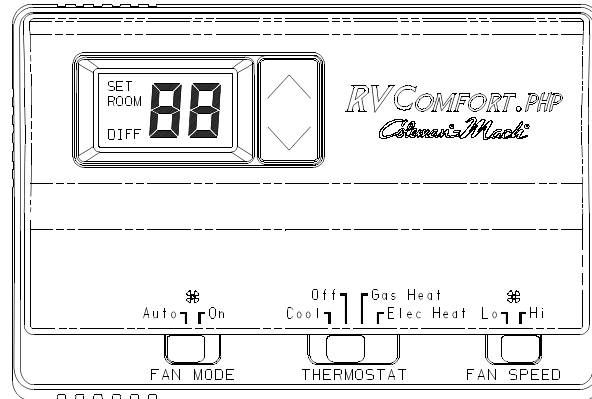 SET
ROOM
88
DIFF
RVCOMFORT.PHP
Coleman-Mach
Off Gas Heat
Auto On Cool Elec Heat Lo Hi
FAN MODE THERMOSTAT FAN SPEED